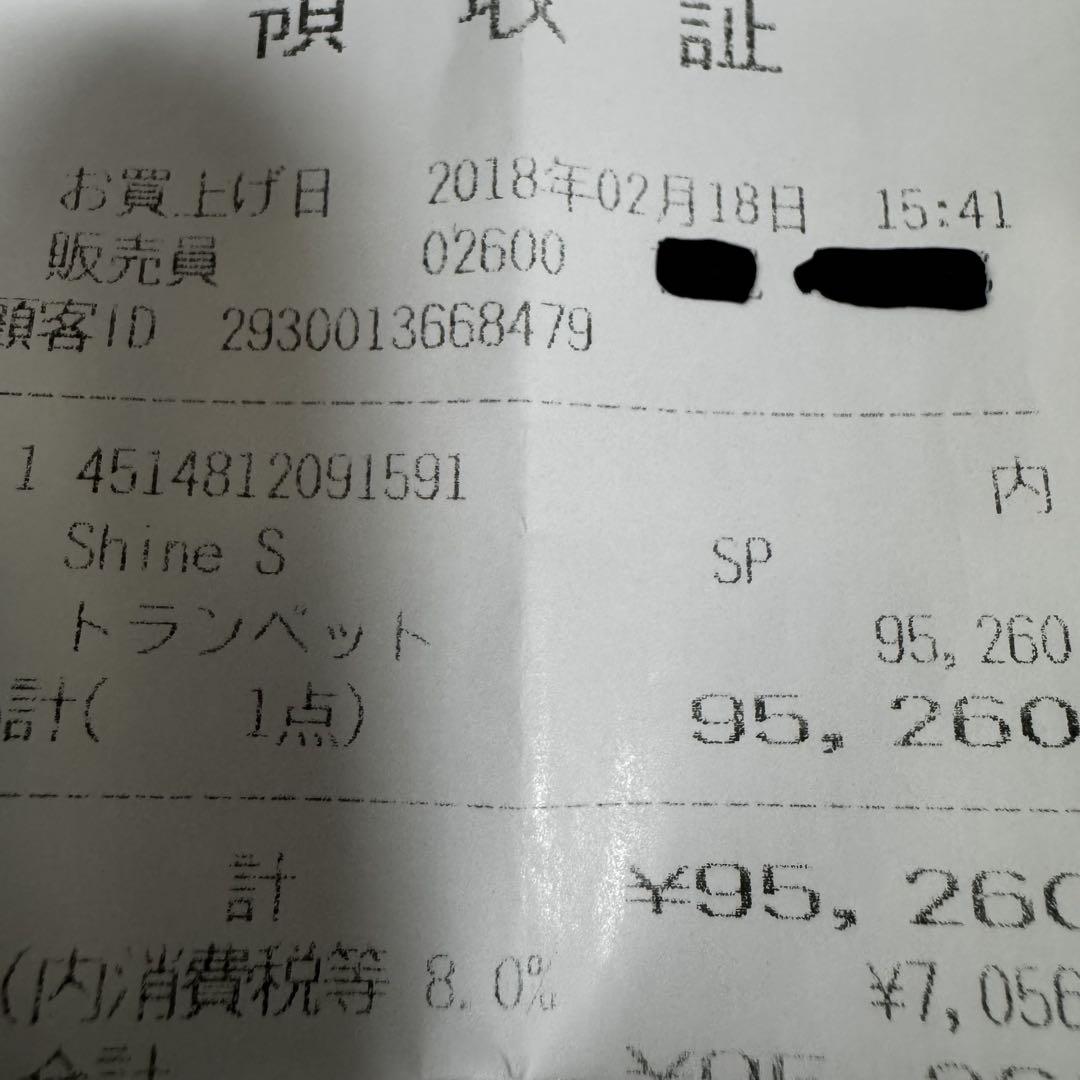 領収証
お買上げ日 2018年02月18日 15:41
販売員 02600
顧客ID 2930013668479
1 4514812091591 内
Shine S SP
トランペット 95,260
計( 1点) 95,260
計 ¥95,260
(内消費税等 8.0% ¥7,056
合計